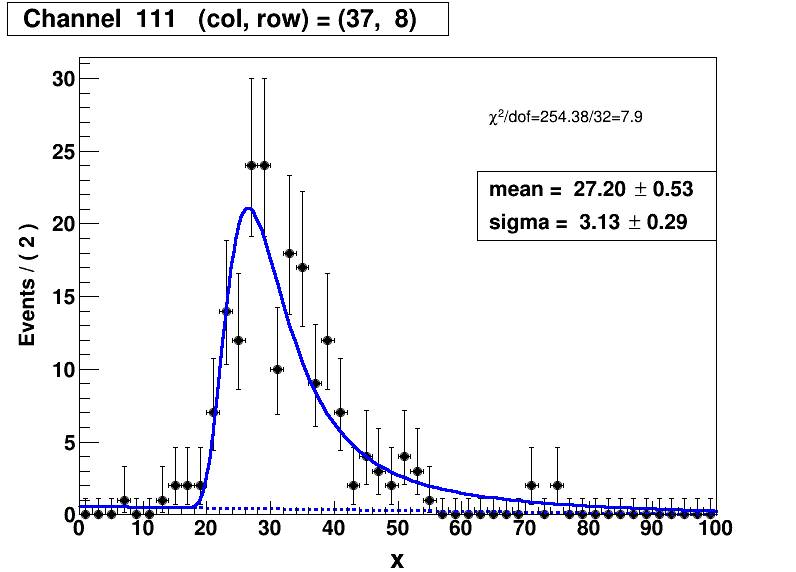 Channel 111 (col, row) = (37, 8)
χ²/dof=254.38/32=7.9
mean = 27.20 ± 0.53
sigma = 3.13 ± 0.29
Events / ( 2 )
30
25
20
15
10
5
0
0 10 20 30 40 50 60 70 80 90 100
x